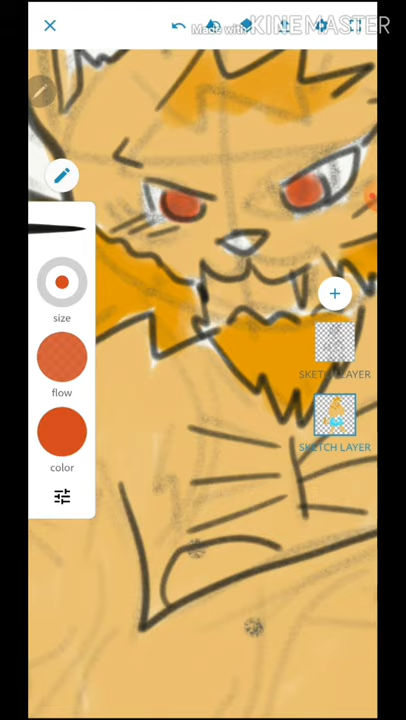 Made with KINEMASTER
size
flow
color
SKETCH LAYER
SKETCH LAYER